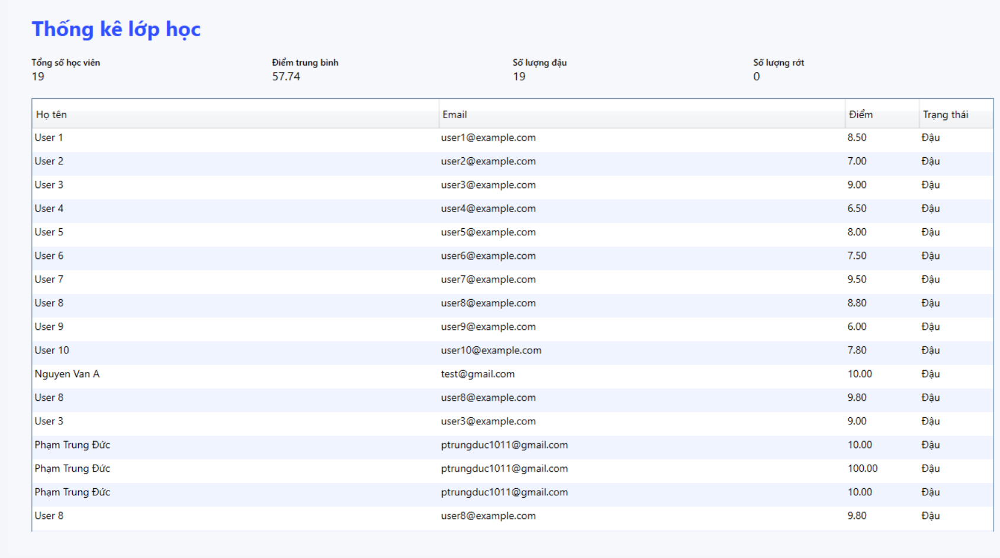 Thống kê lớp học
Tổng số học viên Điểm trung bình Số lượng đậu Số lượng rớt
19 57.74 19 0
Họ tên Email Điểm Trạng thái
User 1 user1@example.com 8.50 Đậu
User 2 user2@example.com 7.00 Đậu
User 3 user3@example.com 9.00 Đậu
User 4 user4@example.com 6.50 Đậu
User 5 user5@example.com 8.00 Đậu
User 6 user6@example.com 7.50 Đậu
User 7 user7@example.com 9.50 Đậu
User 8 user8@example.com 8.80 Đậu
User 9 user9@example.com 6.00 Đậu
User 10 user10@example.com 7.80 Đậu
Nguyen Van A test@gmail.com 10.00 Đậu
User 8 user8@example.com 9.80 Đậu
User 3 user3@example.com 9.00 Đậu
Phạm Trung Đức ptrungduc1011@gmail.com 10.00 Đậu
Phạm Trung Đức ptrungduc1011@gmail.com 100.00 Đậu
Phạm Trung Đức ptrungduc1011@gmail.com 10.00 Đậu
User 8 user8@example.com 9.80 Đậu